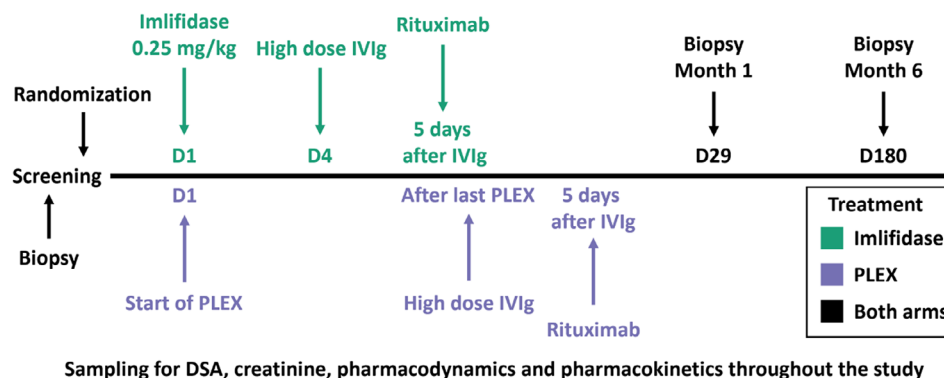 Imlifidase
0.25 mg/kg
High dose IVIg
Rituximab
Biopsy
Month 1
Biopsy
Month 6
Randomization
D1
D4
5 days
after IVIg
D29
D180
Screening
D1
After last PLEX
5 days
after IVIg
Biopsy
Start of PLEX
High dose IVIg
Rituximab
Treatment
Imlifidase
PLEX
Both arms
Sampling for DSA, creatinine, pharmacodynamics and pharmacokinetics throughout the study